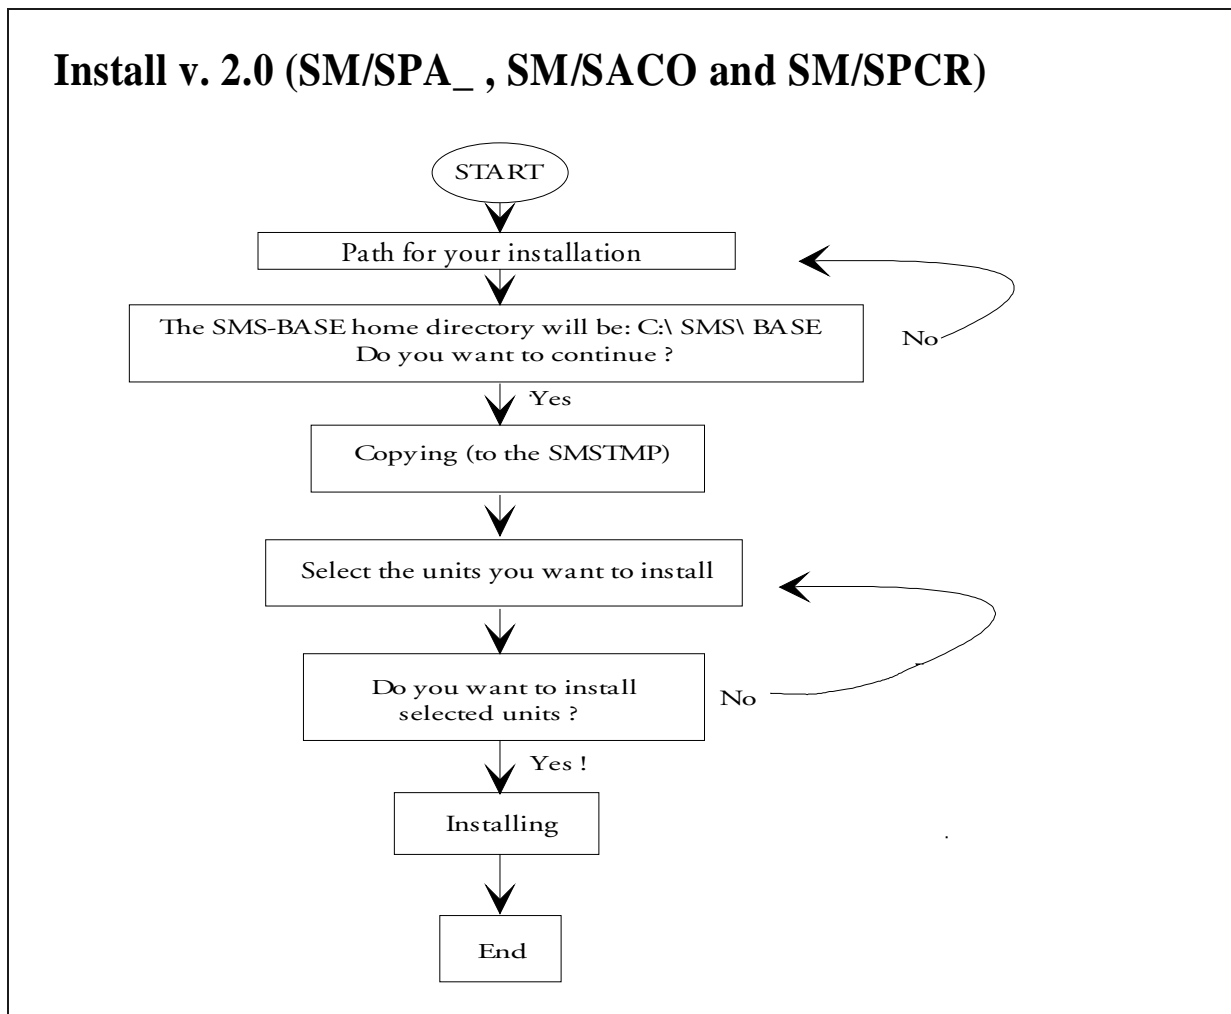 Install v. 2.0 (SM/SPA_ , SM/SACO and SM/SPCR)
START
Path for your installation
The SMS-BASE home directory will be: C:\ SMS\ BASE
Do you want to continue ?
No
Yes
Copying (to the SMSTMP)
Select the units you want to install
Do you want to install
selected units ?
No
Yes !
Installing
End